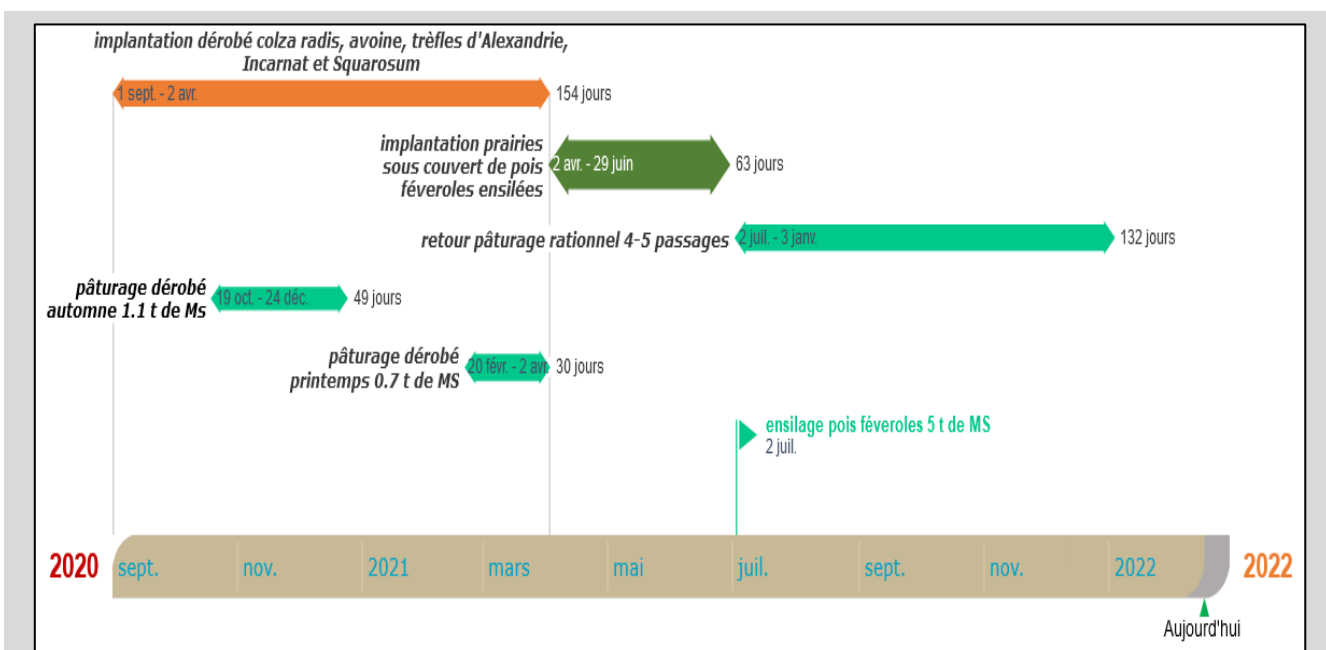 implantation dérobé colza radis, avoine, trèfles d'Alexandrie,
Incarnat et Squarosum
1 sept. - 2 avr.
154 jours
implantation prairies
sous couvert de pois
féveroles ensilées
2 avr. - 29 juin
63 jours
retour pâturage rationnel 4-5 passages
2 juil. - 3 janv.
132 jours
pâturage dérobé
automne 1.1 t de Ms
19 oct. - 24 déc.
49 jours
pâturage dérobé
printemps 0.7 t de MS
20 févr. - 2 avr.
30 jours
ensilage pois féveroles 5 t de MS
2 juil.
2020 sept. nov. 2021 mars mai juil. sept. nov. 2022 2022
Aujourd'hui